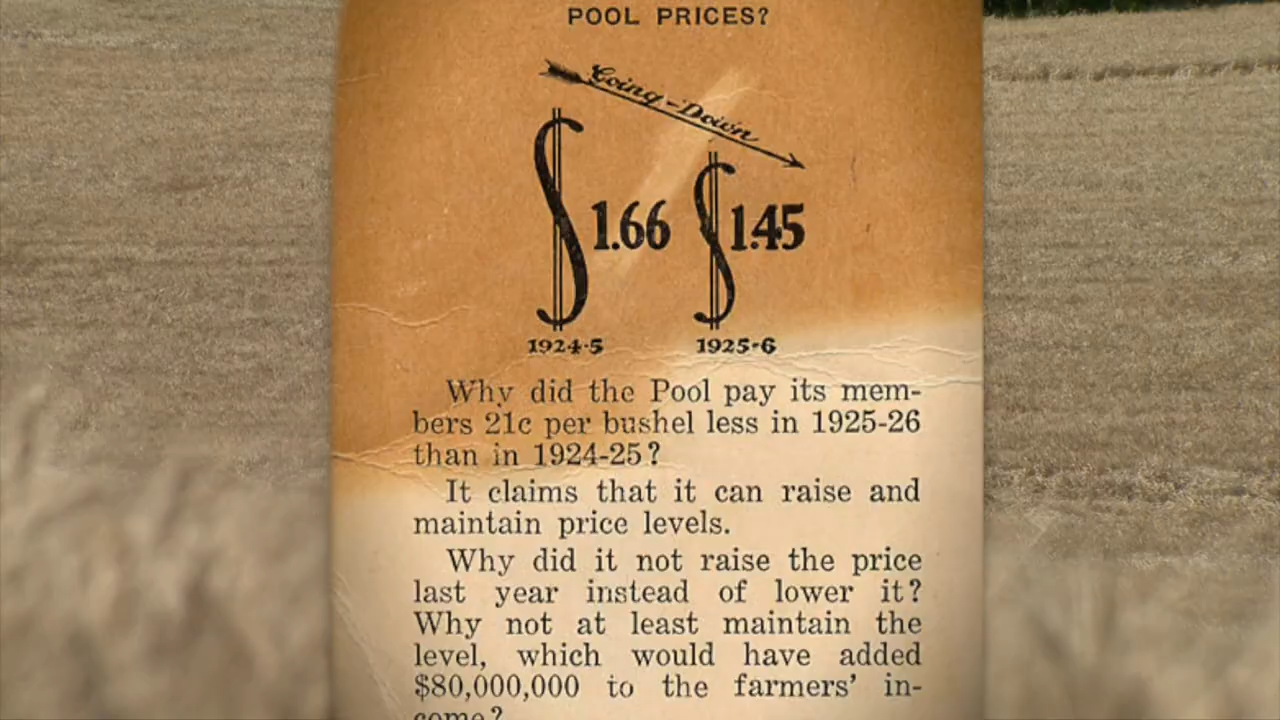 POOL PRICES?
Going-Down
$1.66 $1.45
1924-5 1925-6
Why did the Pool pay its mem-
bers 21c per bushel less in 1925-26
than in 1924-25?
It claims that it can raise and
maintain price levels.
Why did it not raise the price
last year instead of lower it?
Why not at least maintain the
level, which would have added
$80,000,000 to the farmers' in-
come?